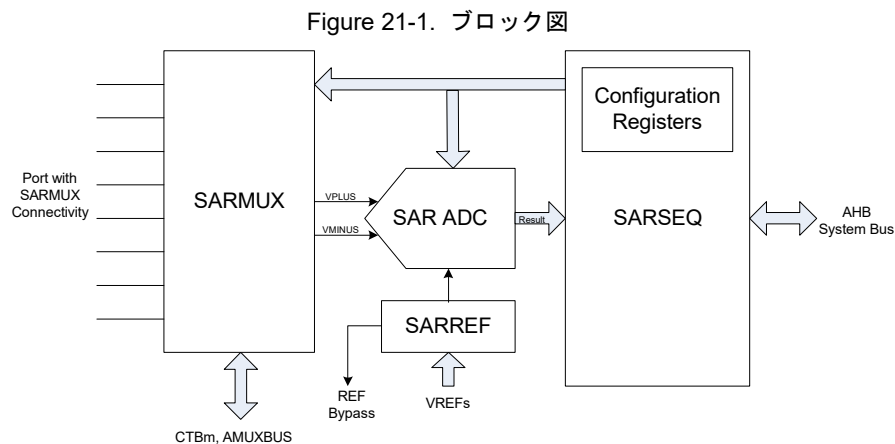 Figure 21-1. ブロック図
Configuration
Registers
Port with
SARMUX
Connectivity
SARMUX
VPLUS
VMINUS
SAR ADC
Result
SARSEQ
AHB
System Bus
SARREF
REF
Bypass
VREFs
CTBm, AMUXBUS